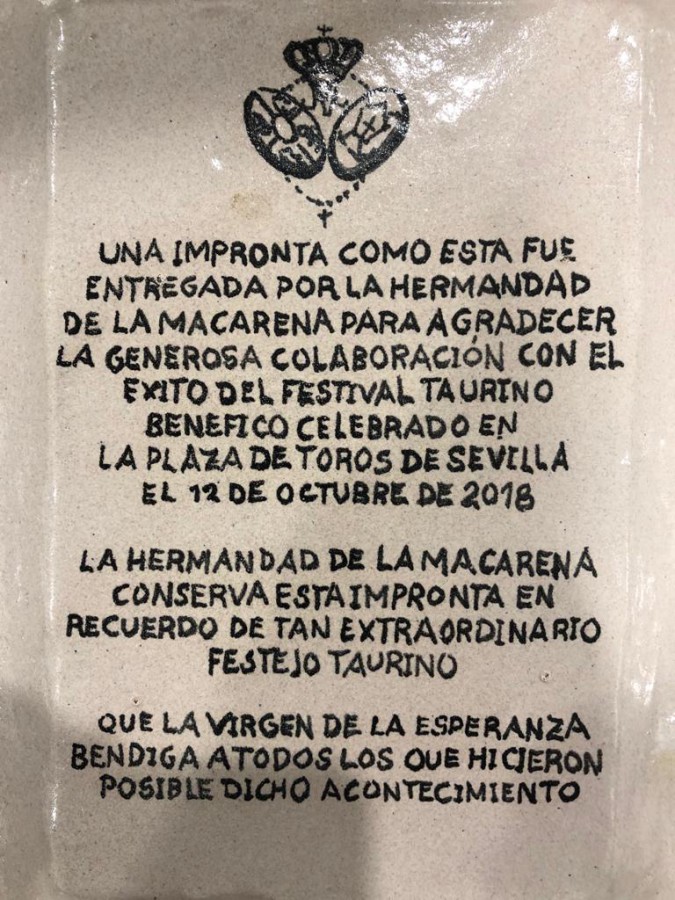 UNA IMPRONTA COMO ESTA FUE
ENTREGADA POR LA HERMANDAD
DE LA MACARENA PARA AGRADECER
LA GENEROSA COLABORACIÓN CON EL
EXITO DEL FESTIVAL TAURINO
BENEFICO CELEBRADO EN
LA PLAZA DE TOROS DE SEVILLA
EL 12 DE OCTUBRE DE 2018
LA HERMANDAD DE LA MACARENA
CONSERVA ESTA IMPRONTA EN
RECUERDO DE TAN EXTRAORDINARIO
FESTEJO TAURINO
QUE LA VIRGEN DE LA ESPERANZA
BENDIGA A TODOS LOS QUE HICIERON
POSIBLE DICHO ACONTECIMIENTO